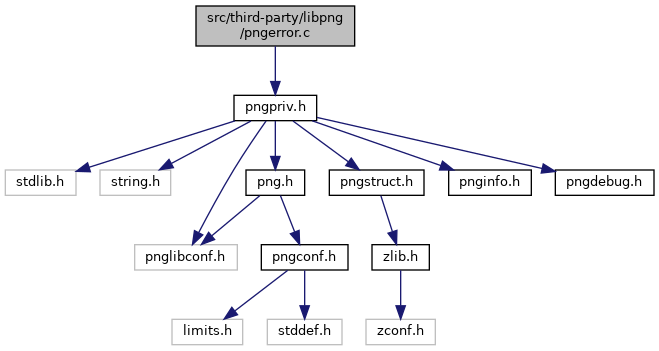 src/third-party/libpng
/pngerror.c
pngpriv.h
stdlib.h
string.h
png.h
pngstruct.h
pnginfo.h
pngdebug.h
pnglibconf.h
pngconf.h
zlib.h
limits.h
stddef.h
zconf.h